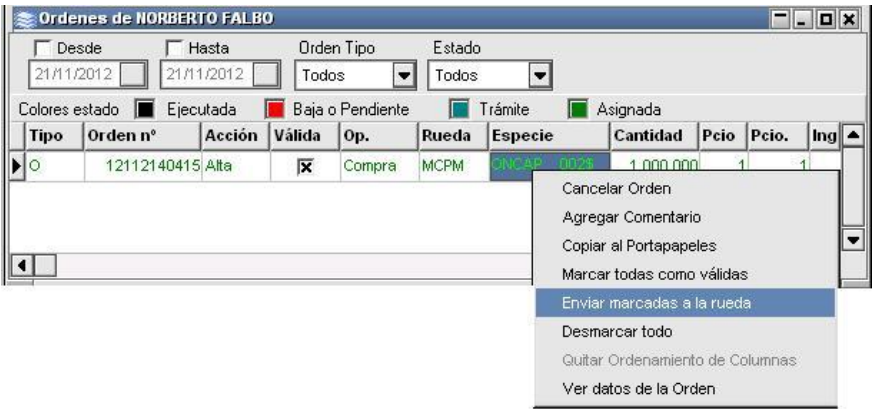 Ordenes de NORBERTO FALBO
Desde Hasta Orden Tipo Estado
21/11/2012 21/11/2012 Todos Todos
Colores estado Ejecutada Baja o Pendiente Trámite Asignada
Tipo Orden nº Acción Válida Op. Rueda Especie Cantidad Pcio Pcio. Ing
O 12112140415 Alta Compra MCPM ONCAP 002$ 1.000.000 1 1
Cancelar Orden
Agregar Comentario
Copiar al Portapapeles
Marcar todas como válidas
Enviar marcadas a la rueda
Desmarcar todo
Quitar Ordenamiento de Columnas
Ver datos de la Orden